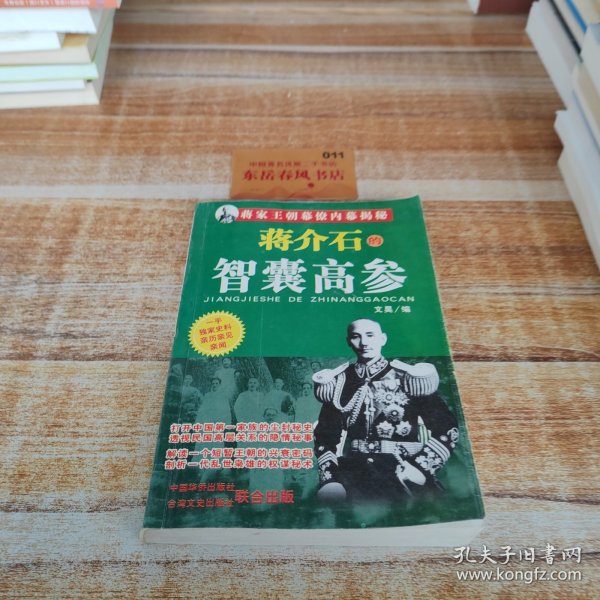 011
中国著名庆第二十书店
东岳春风书店
蒋家王朝幕僚内幕揭秘
蒋介石的
智囊高参
JIANGJIESHE DE ZHINANGGAOCAN
文昊/编
一手
独家史料
亲历亲见
亲闻
打开中国第一家族的尘封秘史
透视民国高层关系的隐情秘事
解读一个短暂王朝的兴衰密码
剖析一代乱世枭雄的权谋秘术
中国华侨出版社
台湾文史出版社
联合出版
孔夫子旧书网
www.kongfz.com